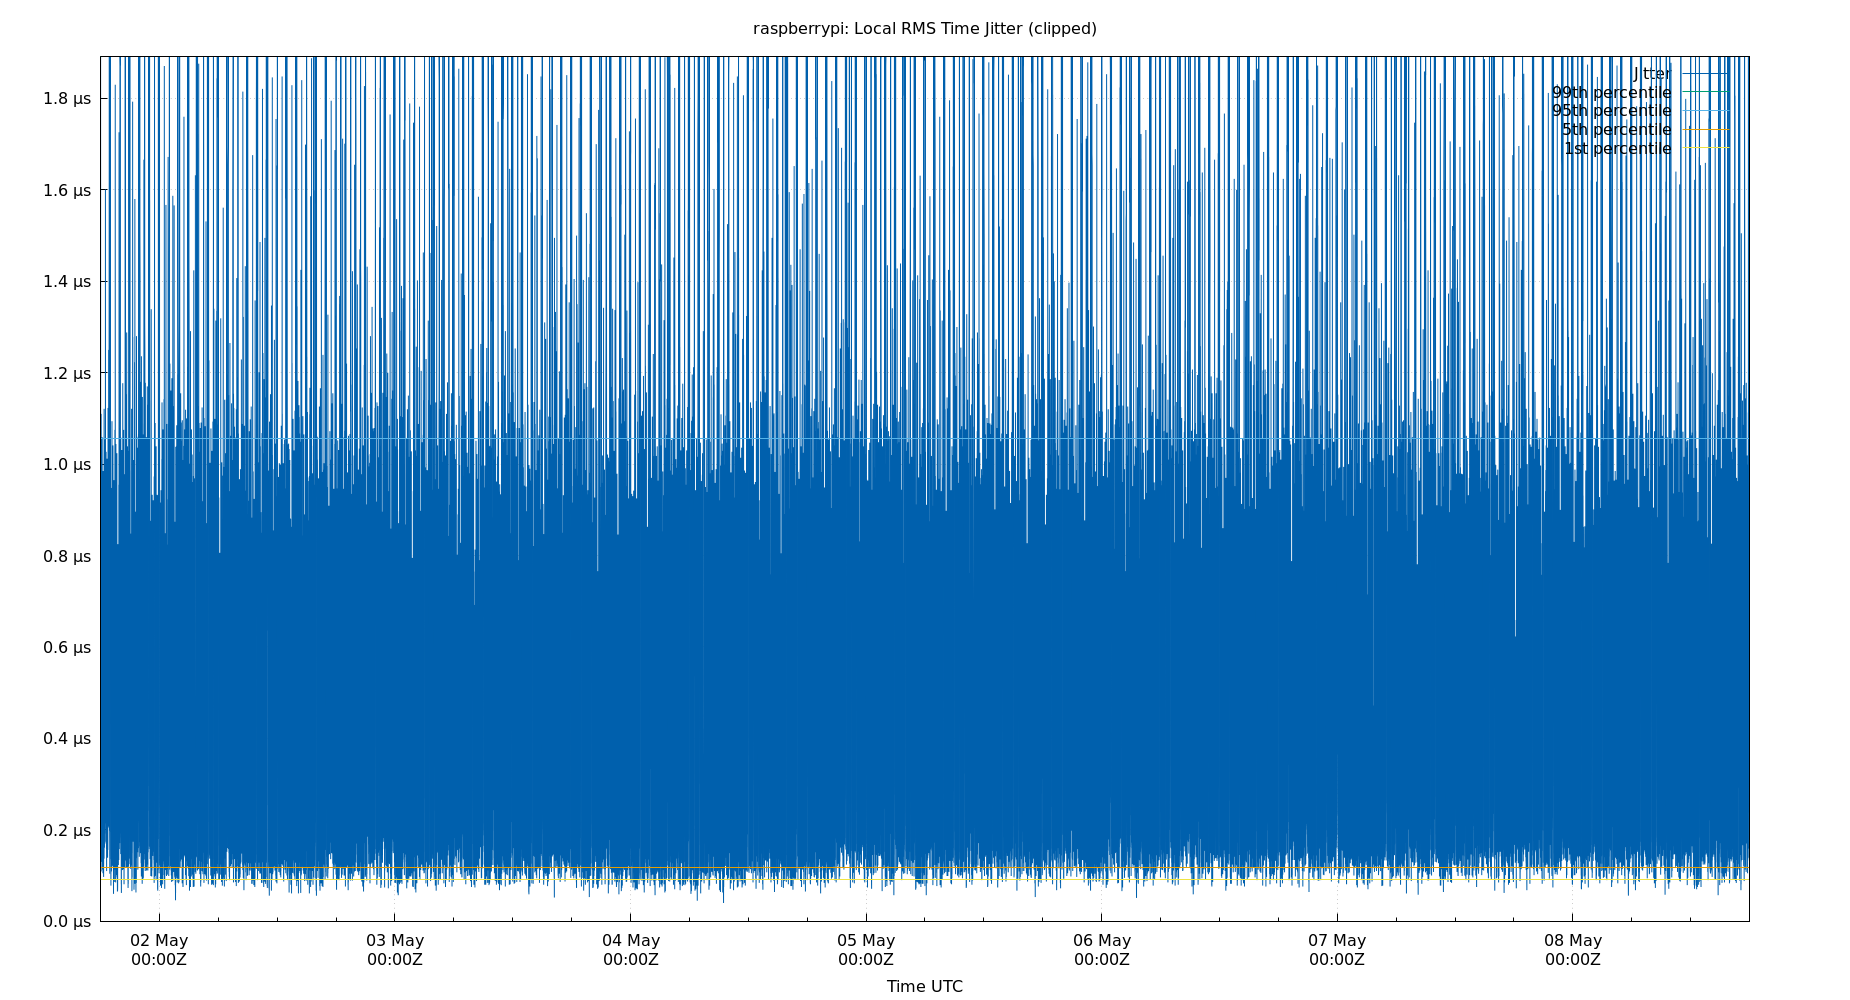 raspberrypi: Local RMS Time Jitter (clipped)
Jitter
99th percentile
95th percentile
5th percentile
1st percentile
1.8 μs
1.6 μs
1.4 μs
1.2 μs
1.0 μs
0.8 μs
0.6 μs
0.4 μs
0.2 μs
0.0 μs
02 May 03 May 04 May 05 May 06 May 07 May 08 May
00:00Z 00:00Z 00:00Z 00:00Z 00:00Z 00:00Z 00:00Z
Time UTC